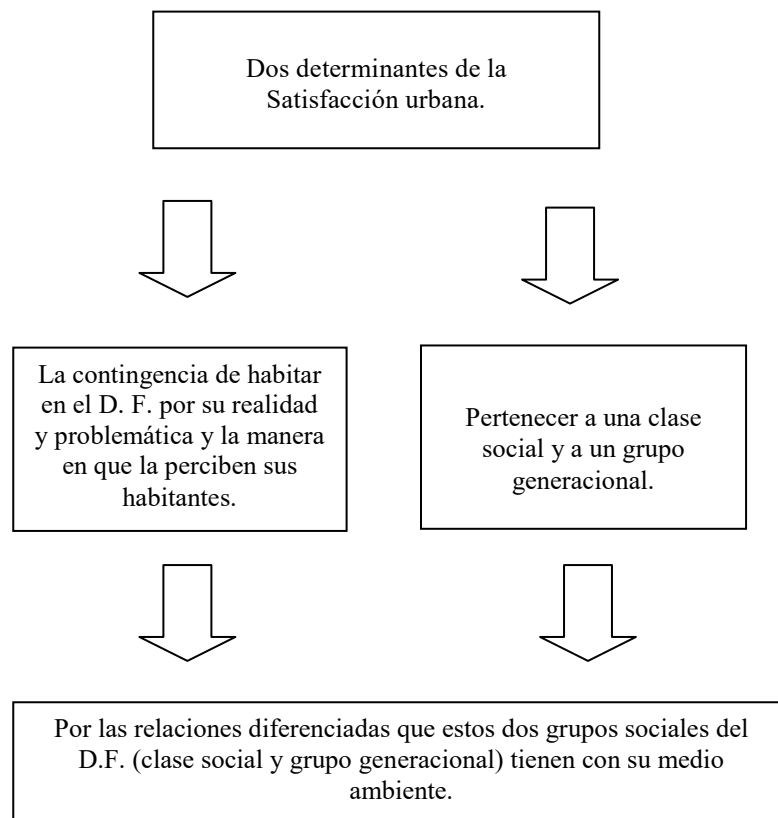 Dos determinantes de la
Satisfacción urbana.
La contingencia de habitar
en el D. F. por su realidad
y problemática y la manera
en que la perciben sus
habitantes.
Pertenecer a una clase
social y a un grupo
generacional.
Por las relaciones diferenciadas que estos dos grupos sociales del
D.F. (clase social y grupo generacional) tienen con su medio
ambiente.